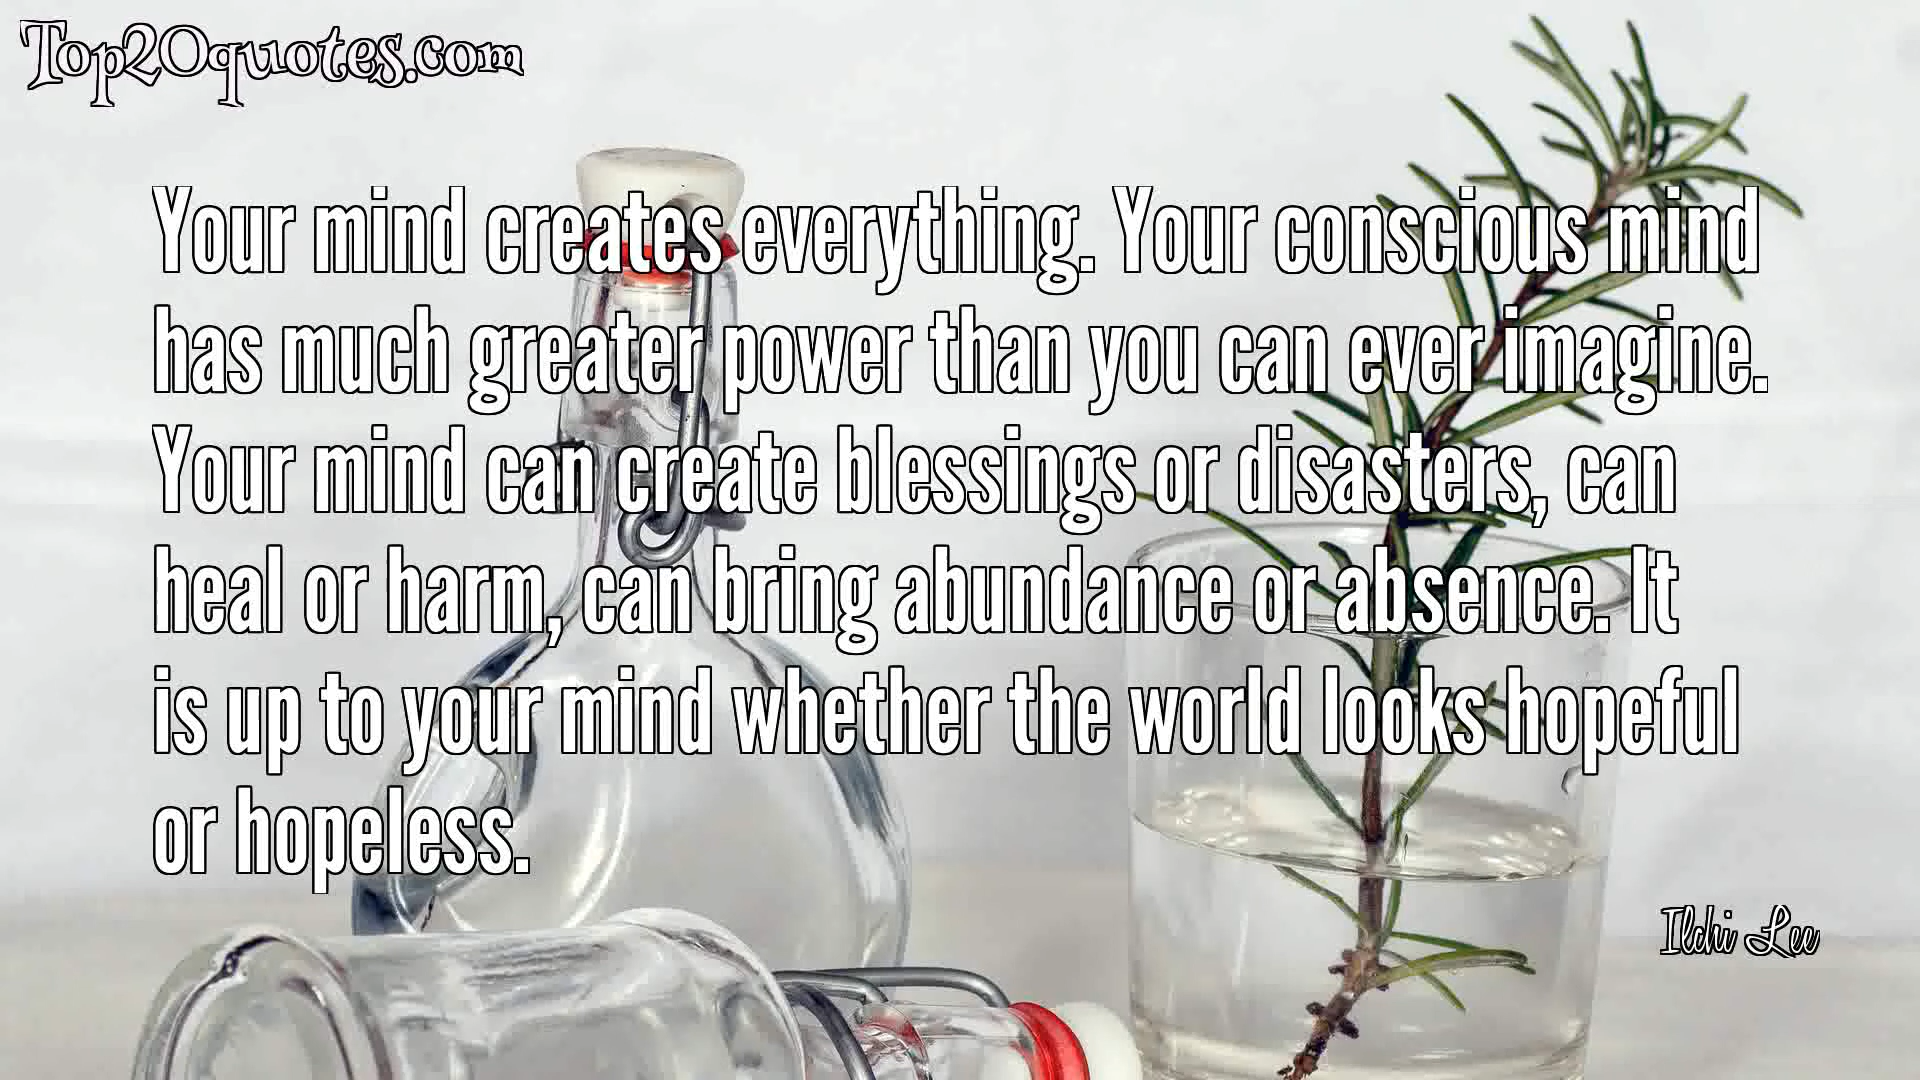 Top20quotes.com
Your mind creates everything. Your conscious mind
has much greater power than you can ever imagine.
Your mind can create blessings or disasters, can
heal or harm, can bring abundance or absence. It
is up to your mind whether the world looks hopeful
or hopeless.
Ilchi Lee